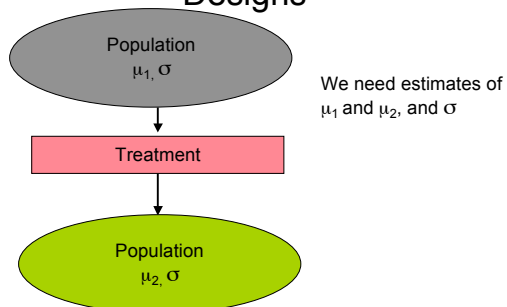 Designs
Population
μ₁, σ
We need estimates of
μ₁ and μ₂, and σ
Treatment
Population
μ₂, σ